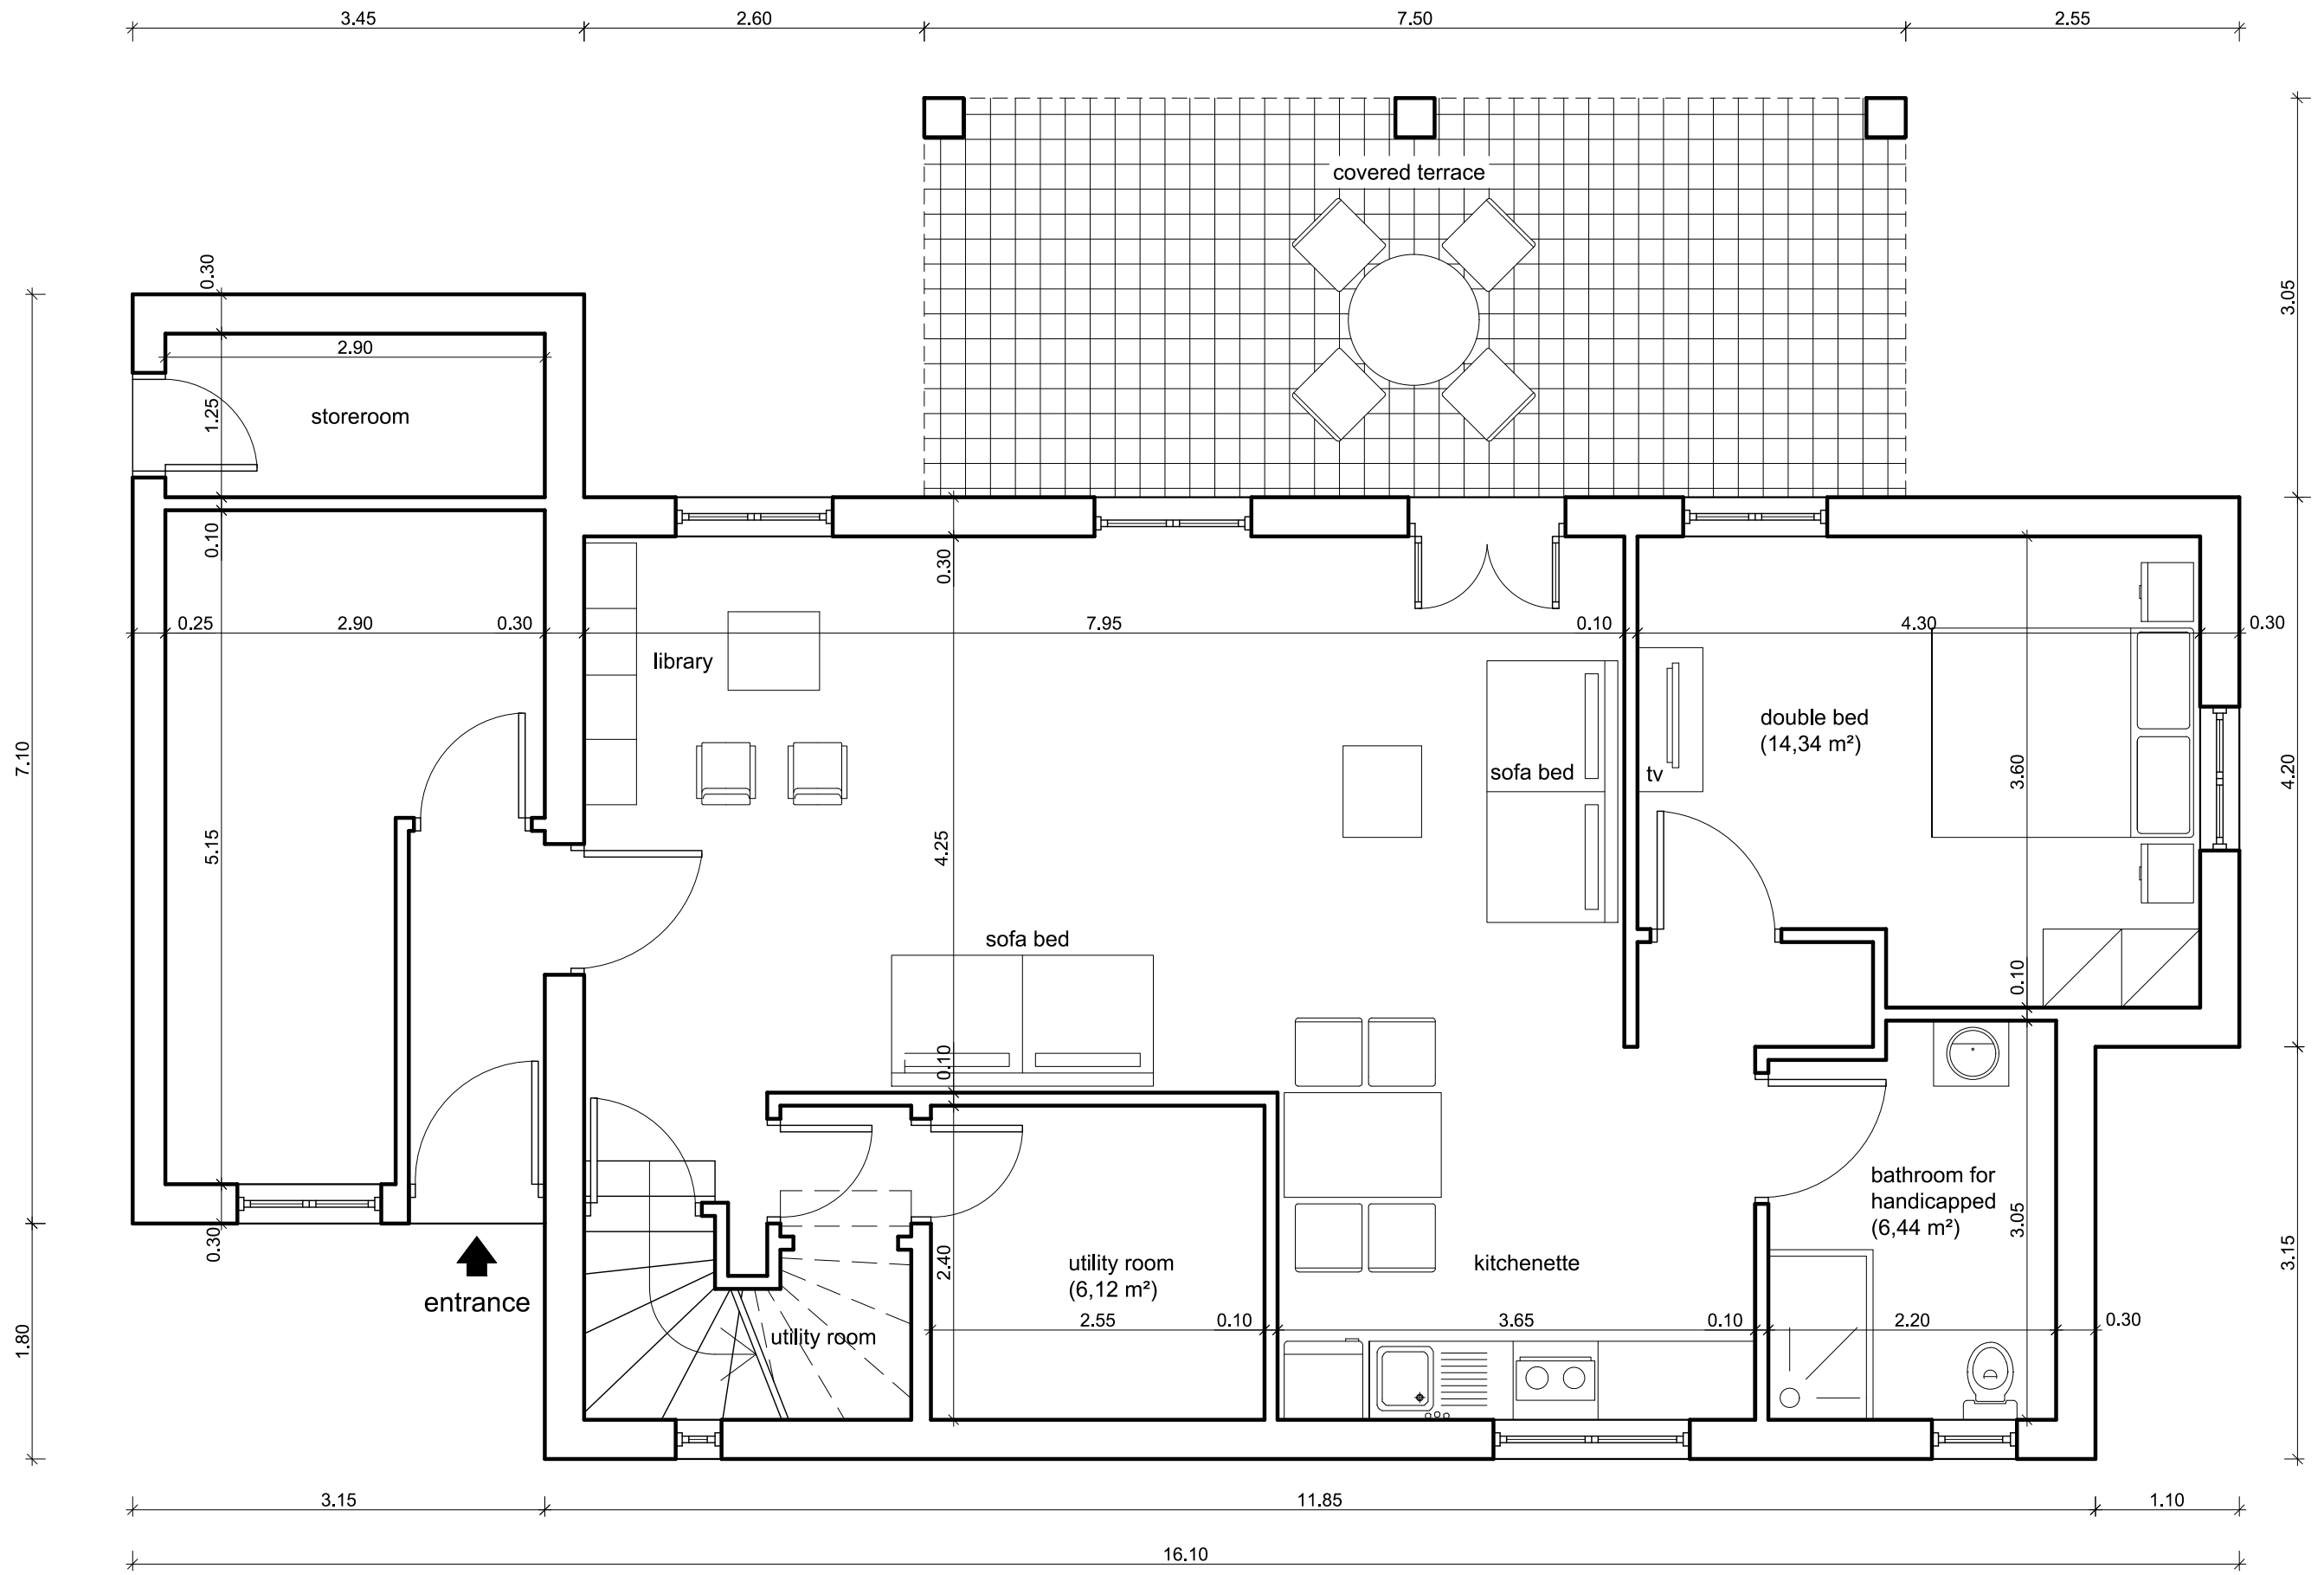 3.45
2.60
7.50
2.55
covered terrace
0.30
3.05
2.90
1.25
storeroom
0.10
0.30
0.25
2.90
0.30
7.95
0.10
4.30
0.30
library
double bed
(14,34 m²)
sofa bed
tv
7.10
3.60
4.20
5.15
4.25
sofa bed
0.10
0.10
bathroom for
handicapped
(6,44 m²)
3.05
0.30
2.40
utility room
(6,12 m²)
kitchenette
3.15
entrance
1.80
utility room
2.55
0.10
3.65
0.10
2.20
0.30
3.15
11.85
1.10
16.10